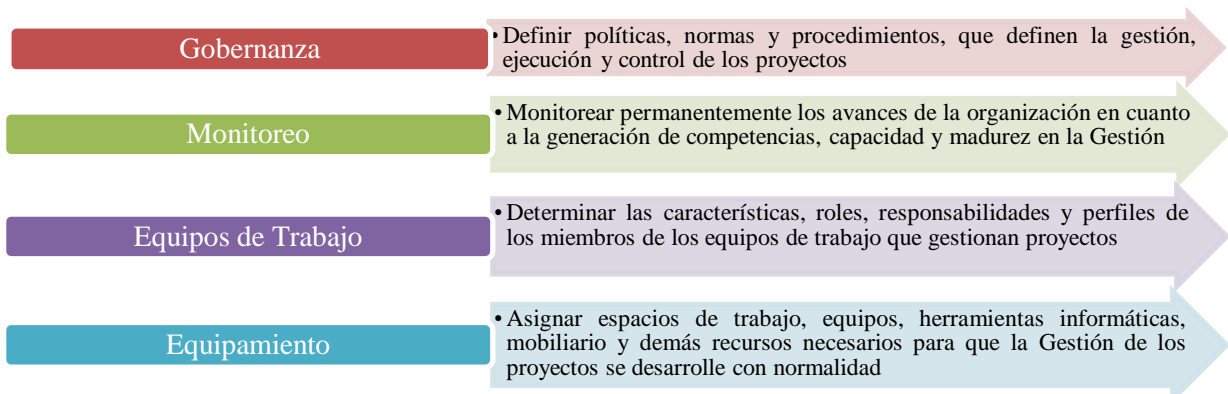 Gobernanza
• Definir políticas, normas y procedimientos, que definen la gestión,
ejecución y control de los proyectos
Monitoreo
• Monitorear permanentemente los avances de la organización en cuanto
a la generación de competencias, capacidad y madurez en la Gestión
Equipos de Trabajo
• Determinar las características, roles, responsabilidades y perfiles de
los miembros de los equipos de trabajo que gestionan proyectos
Equipamiento
• Asignar espacios de trabajo, equipos, herramientas informáticas,
mobiliario y demás recursos necesarios para que la Gestión de los
proyectos se desarrolle con normalidad